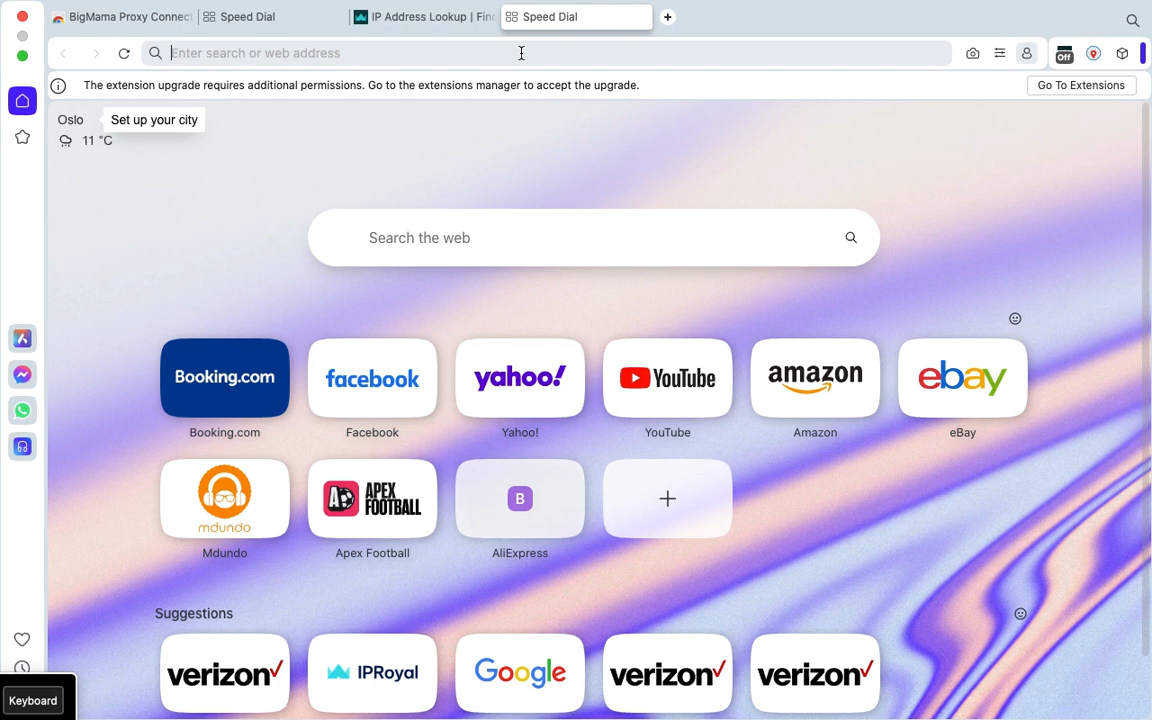 BigMama Proxy Connect
Speed Dial
IP Address Lookup | Fin
Speed Dial
Enter search or web address
Off
The extension upgrade requires additional permissions. Go to the extensions manager to accept the upgrade.
Go To Extensions
Oslo
Set up your city
11 °C
Search the web
Booking.com
facebook
yahoo!
YouTube
amazon
ebay
Booking.com
Facebook
Yahoo!
YouTube
Amazon
eBay
mdundo
APEX FOOTBALL
B
Mdundo
Apex Football
AliExpress
Suggestions
verizon
IPRoyal
Google
verizon
verizon
Keyboard